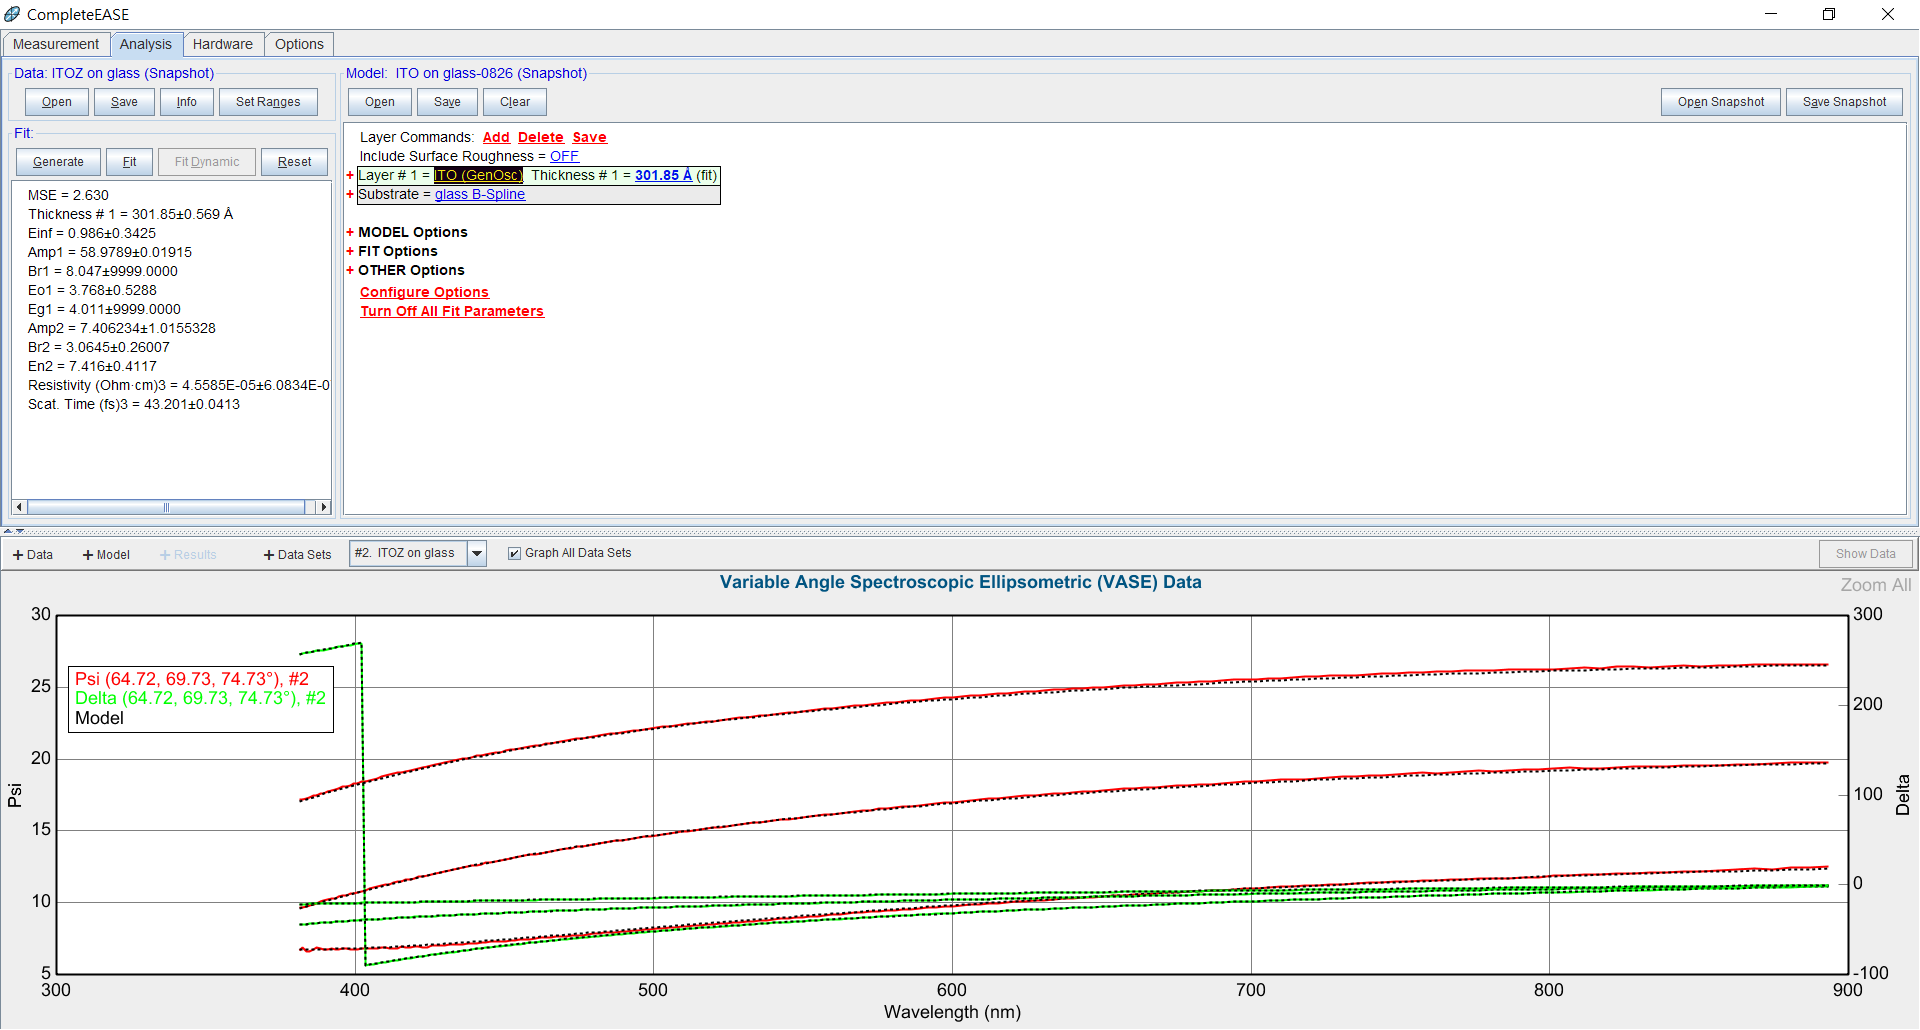 CompleteEASE
Measurement Analysis Hardware Options
Data: ITOZ on glass (Snapshot)
Open Save Info Set Ranges
Fit:
Generate Fit Fit Dynamic Reset
MSE = 2.630
Thickness # 1 = 301.85±0.569 Å
Einf = 0.986±0.3425
Amp1 = 58.9789±0.01915
Br1 = 8.047±9999.0000
Eo1 = 3.768±0.5288
Eg1 = 4.011±9999.0000
Amp2 = 7.406234±1.0155328
Br2 = 3.0645±0.26007
En2 = 7.416±0.4117
Resistivity (Ohm·cm)3 = 4.5585E-05±6.0834E-0
Scat. Time (fs)3 = 43.201±0.0413
Model: ITO on glass-0826 (Snapshot)
Open Save Clear Open Snapshot Save Snapshot
Layer Commands: Add Delete Save
Include Surface Roughness = OFF
+ Layer # 1 = ITO (GenOsc) Thickness # 1 = 301.85 Å (fit)
+ Substrate = glass B-Spline
+ MODEL Options
+ FIT Options
+ OTHER Options
Configure Options
Turn Off All Fit Parameters
+ Data + Model + Results + Data Sets #2. ITOZ on glass Graph All Data Sets Show Data
Variable Angle Spectroscopic Ellipsometric (VASE) Data
Zoom All
Psi (64.72, 69.73, 74.73°), #2
Delta (64.72, 69.73, 74.73°), #2
Model
30
25
20
15
10
5
Psi
300
200
100
0
-100
Delta
300 400 500 600 700 800 900
Wavelength (nm)